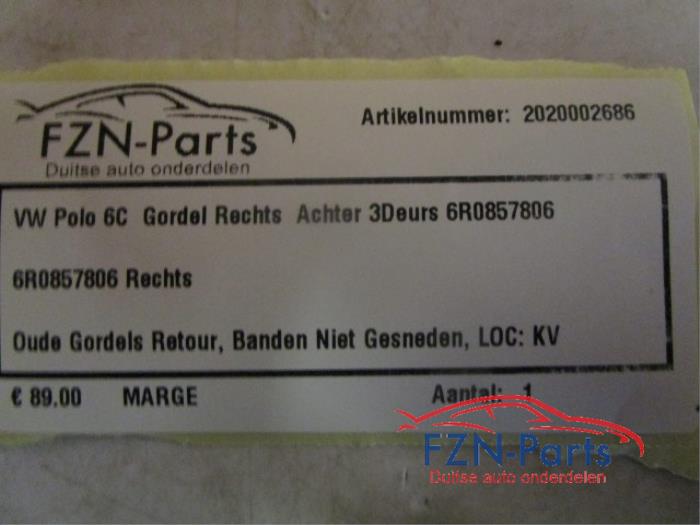 FZN-Parts
Duitse auto onderdelen
Artikelnummer: 2020002686
VW Polo 6C Gordel Rechts Achter 3Deurs 6R0857806
6R0857806 Rechts
Oude Gordels Retour, Banden Niet Gesneden, LOC: KV
€ 89.00 MARGE Aantal: 1
FZN-Parts
Duitse auto onderdelen